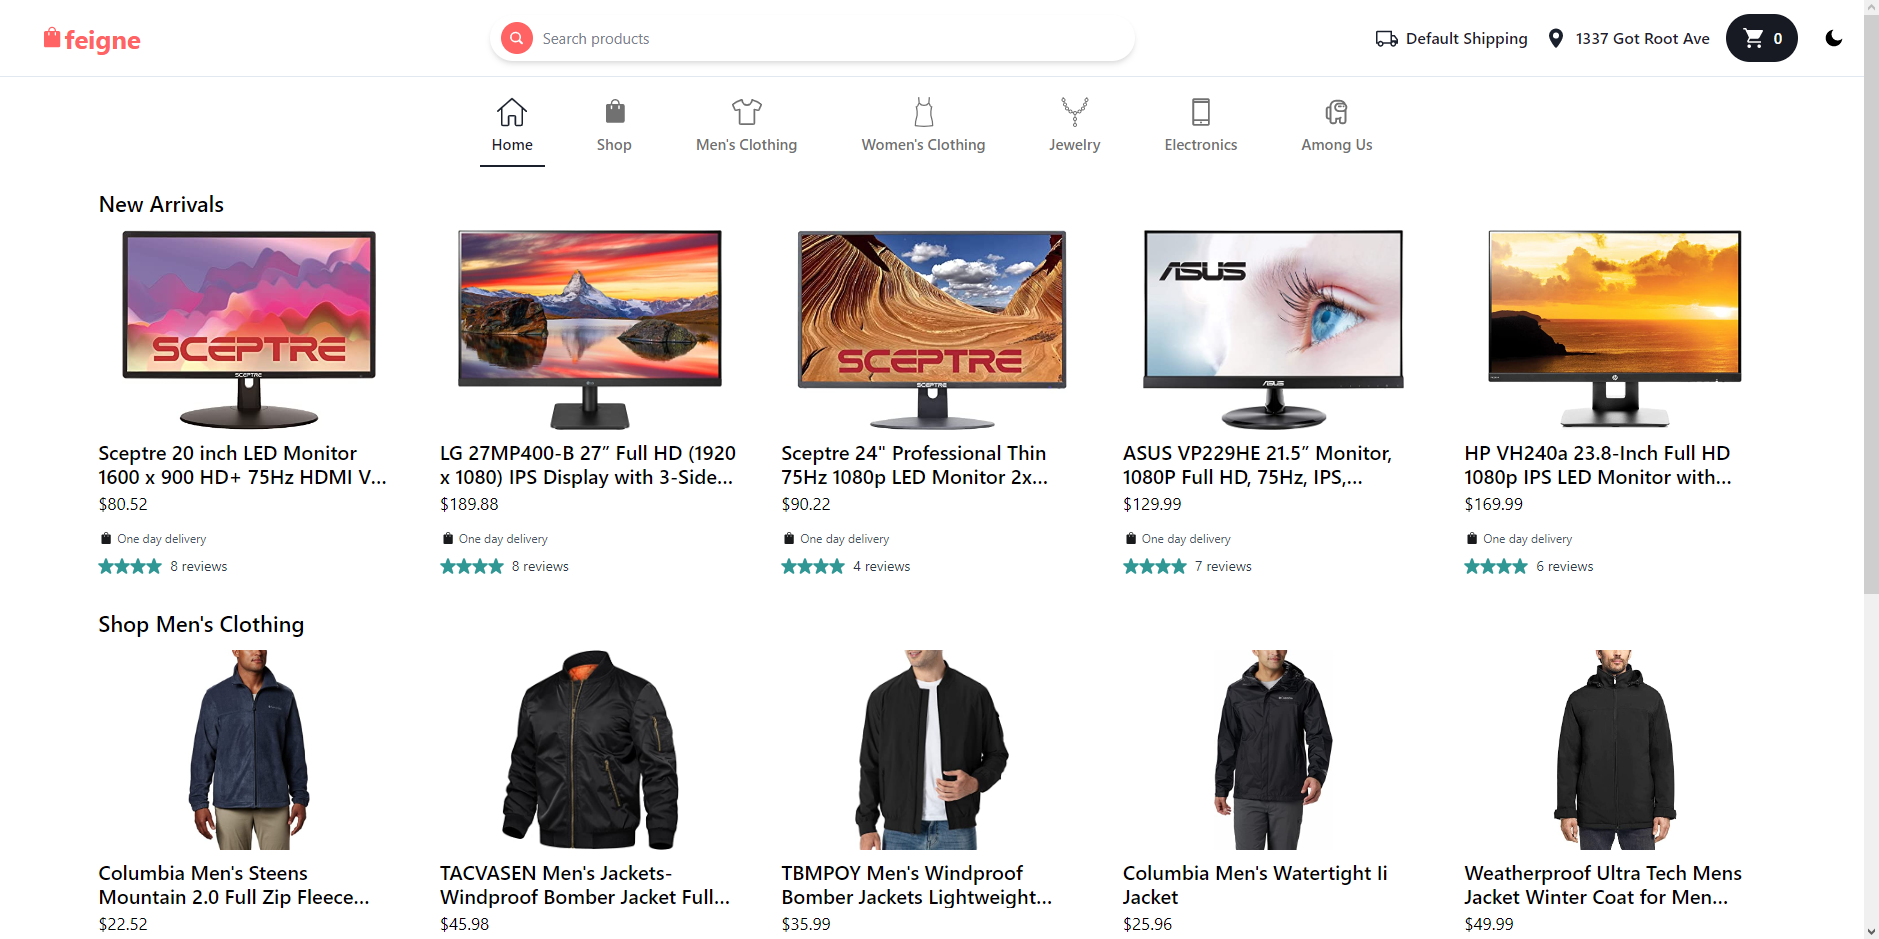 feigne
Search products
Default Shipping
1337 Got Root Ave
0
Home
Shop
Men's Clothing
Women's Clothing
Jewelry
Electronics
Among Us
New Arrivals
SCEPTRE
SCEPTRE
LG
SCEPTRE
SCEPTRE
ASUS
ASUS
Sceptre 20 inch LED Monitor
1600 x 900 HD+ 75Hz HDMI V...
$80.52
One day delivery
8 reviews
LG 27MP400-B 27” Full HD (1920
x 1080) IPS Display with 3-Side...
$189.88
One day delivery
8 reviews
Sceptre 24" Professional Thin
75Hz 1080p LED Monitor 2x...
$90.22
One day delivery
4 reviews
ASUS VP229HE 21.5” Monitor,
1080P Full HD, 75Hz, IPS,...
$129.99
One day delivery
7 reviews
HP VH240a 23.8-Inch Full HD
1080p IPS LED Monitor with...
$169.99
One day delivery
6 reviews
Shop Men's Clothing
Columbia Men's Steens
Mountain 2.0 Full Zip Fleece...
$22.52
TACVASEN Men's Jackets-
Windproof Bomber Jacket Full...
$45.98
TBMPOY Men's Windproof
Bomber Jackets Lightweight...
$35.99
Columbia Men's Watertight Ii
Jacket
$25.96
Weatherproof Ultra Tech Mens
Jacket Winter Coat for Men...
$49.99